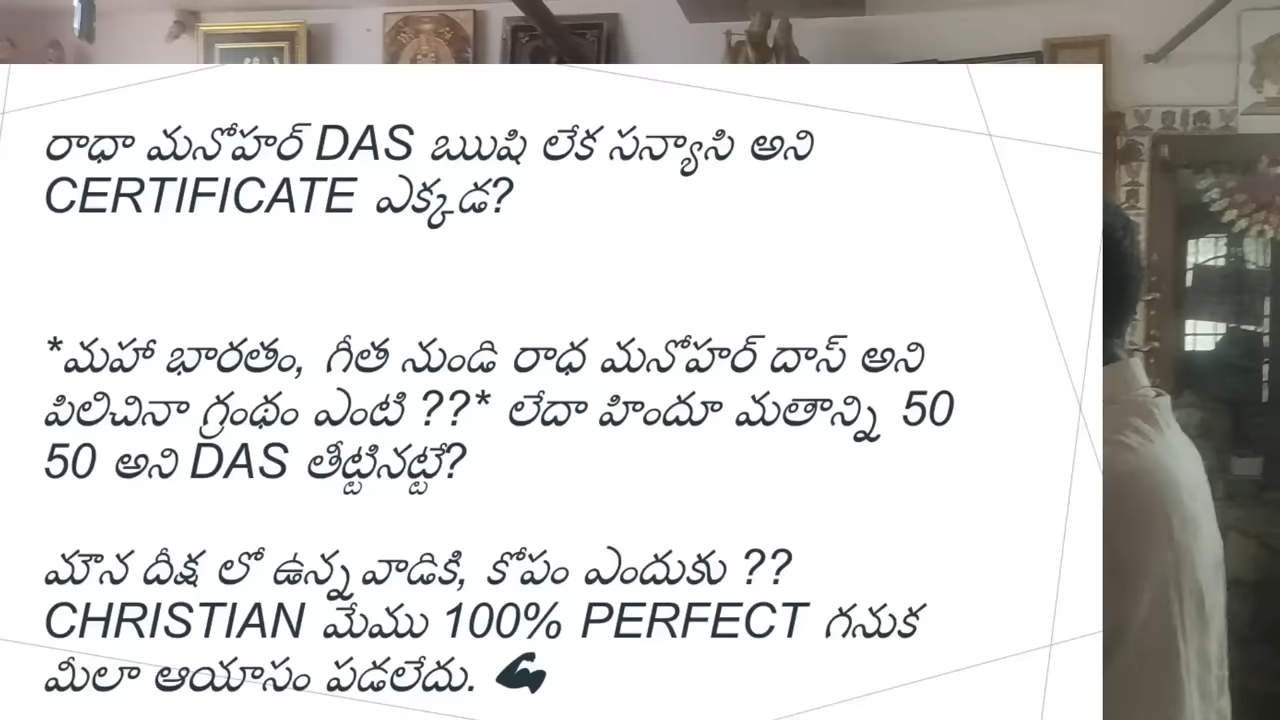 రాధా మనోహర్ DAS ఋుషి లేక సన్యాసి అని
CERTIFICATE ఎక్కడ?
*మహా భారతం, గీత నుండి రాధ మనోహర్ దాస్ అని
పిలిచినా గ్రంథం ఎంటి ??* లేదా హిందూ మతాన్ని 50
50 అని DAS తీట్టినట్టే?
మౌన దీక్ష లో ఉన్న వాడికి, కోపం ఎందుకు ??
CHRISTIAN మేము 100% PERFECT గనుక
మీలా ఆయాసం పడలేదు. 💪